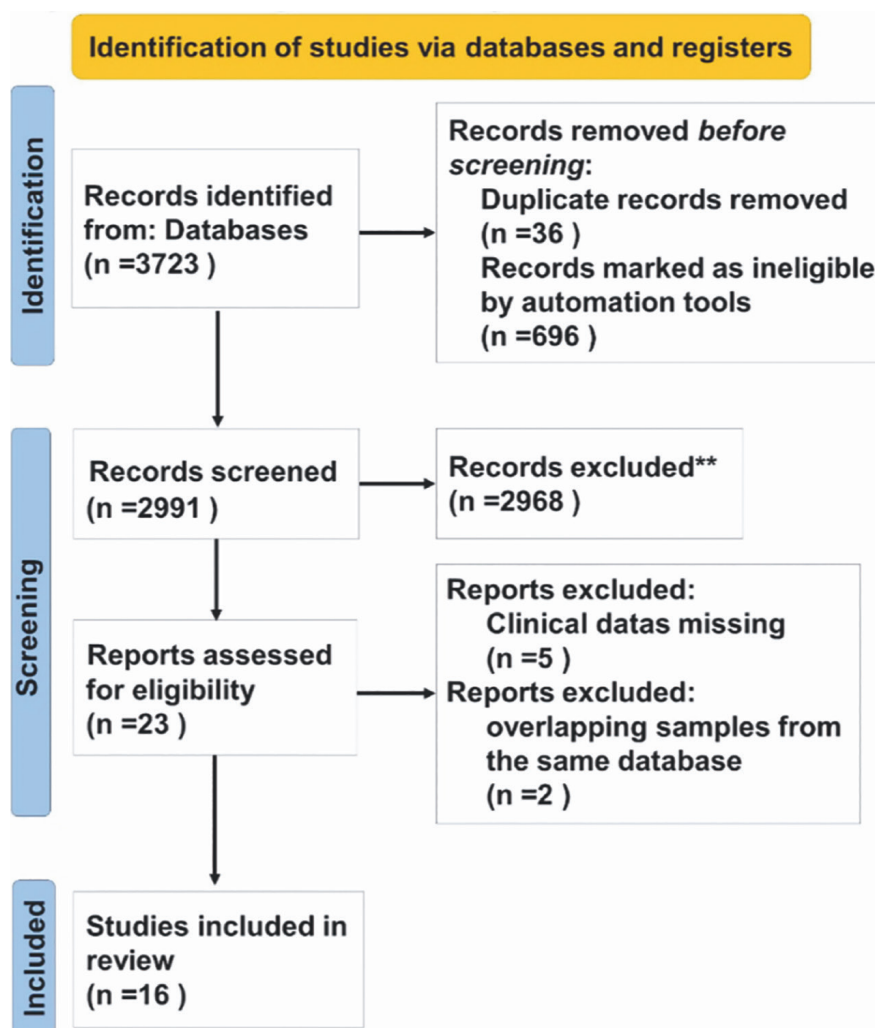 Identification of studies via databases and registers
Identification
Records identified
from: Databases
(n =3723 )
Records removed before
screening:
Duplicate records removed
(n =36 )
Records marked as ineligible
by automation tools
(n =696 )
Screening
Records screened
(n =2991 )
Records excluded**
(n =2968 )
Reports assessed
for eligibility
(n =23 )
Reports excluded:
Clinical datas missing
(n =5 )
Reports excluded:
overlapping samples from
the same database
(n =2 )
Included
Studies included in
review
(n =16 )